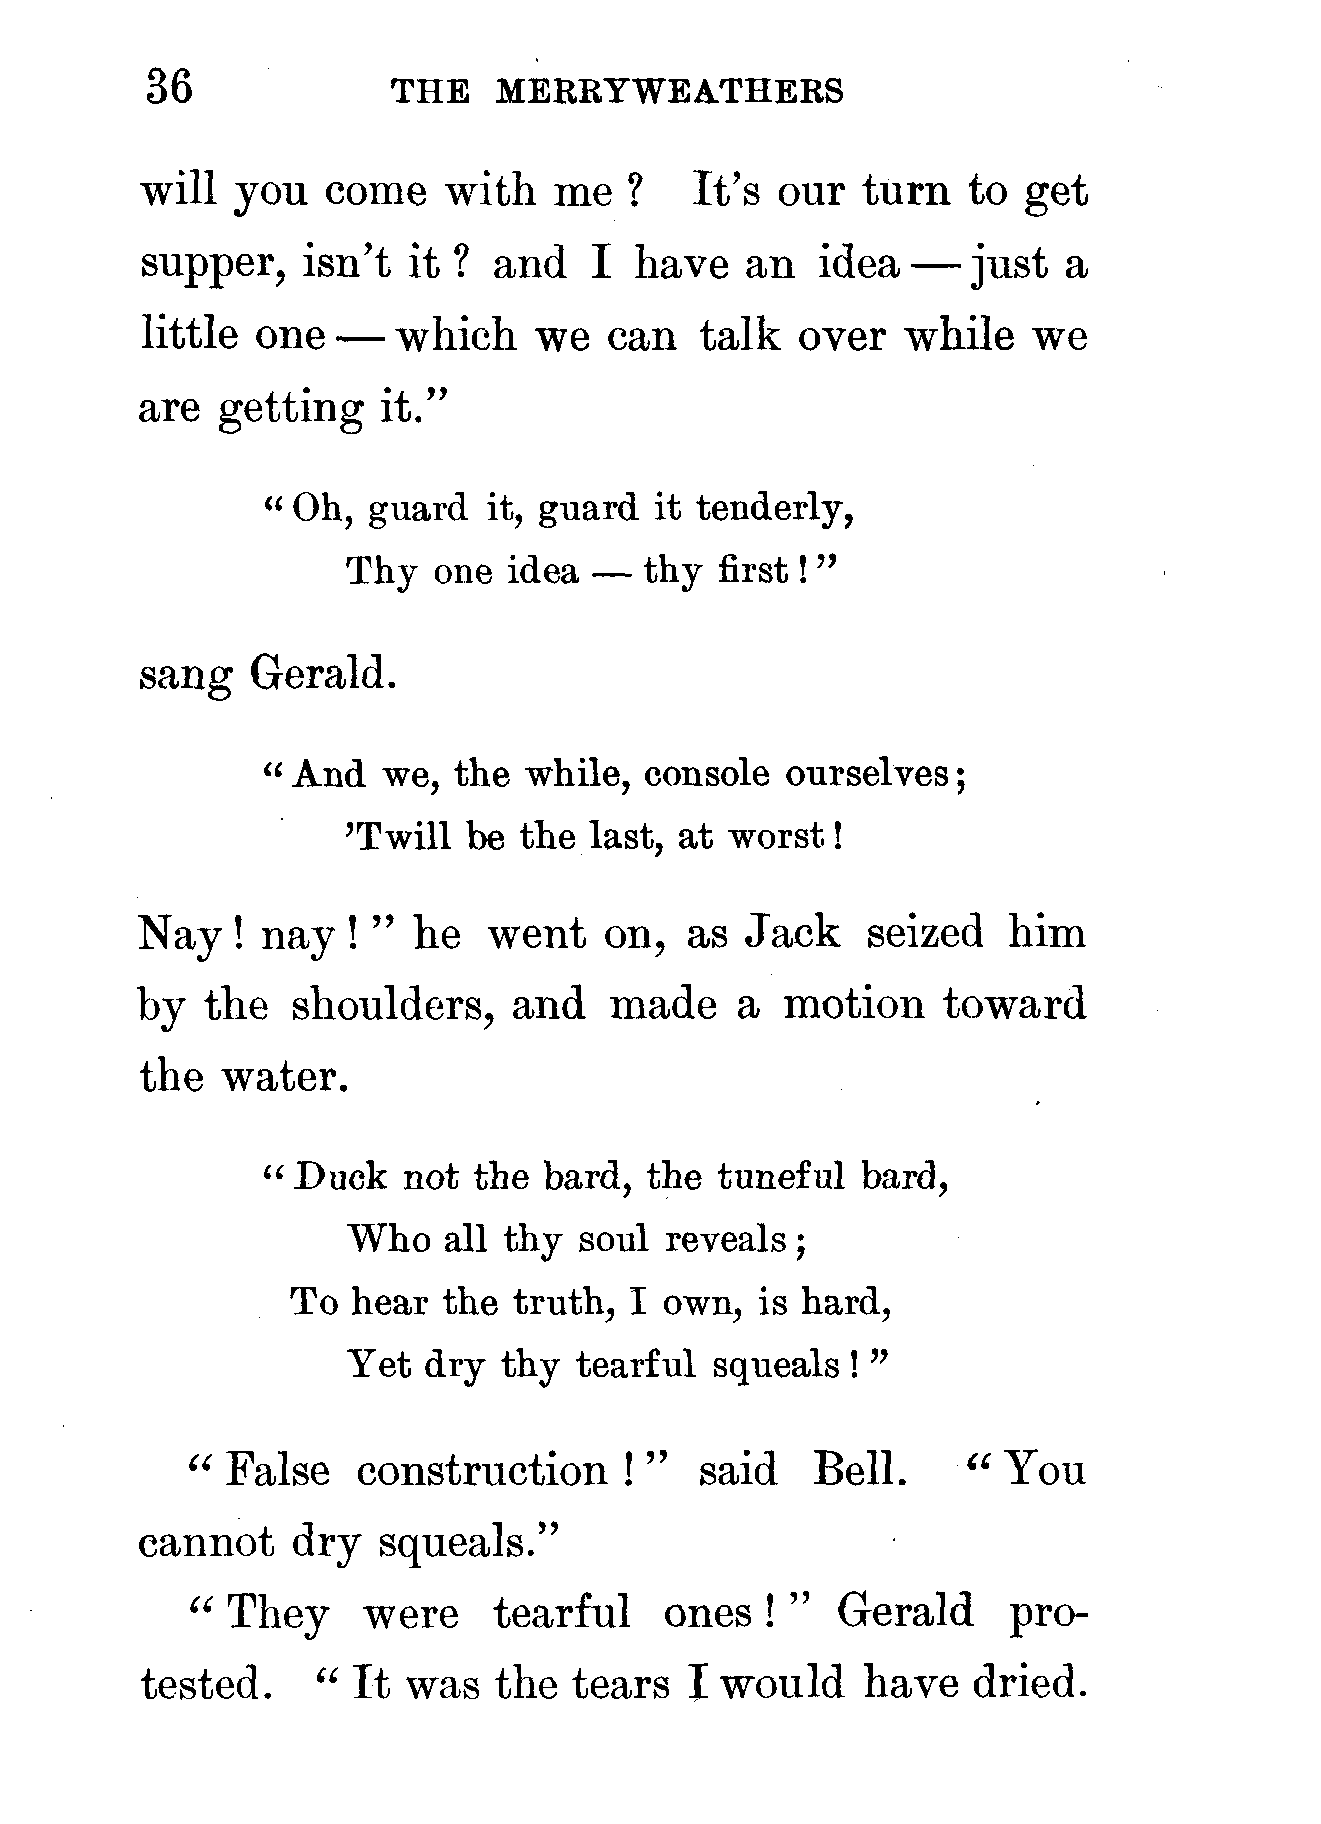 36 THE MERRYWEATHERS
will you come with me ? It's our turn to get
supper, isn't it ? and I have an idea — just a
little one — which we can talk over while we
are getting it."
" Oh, guard it, guard it tenderly,
Thy one idea — thy first ! "
sang Gerald.
" And we, the while, console ourselves ;
'Twill be the last, at worst !
Nay ! nay ! " he went on, as Jack seized him
by the shoulders, and made a motion toward
the water.
" Duck not the bard, the tuneful bard,
Who all thy soul reveals ;
To hear the truth, I own, is hard,
Yet dry thy tearful squeals ! "
" False construction ! " said Bell. " You
cannot dry squeals."
" They were tearful ones ! " Gerald pro-
tested. " It was the tears I would have dried.